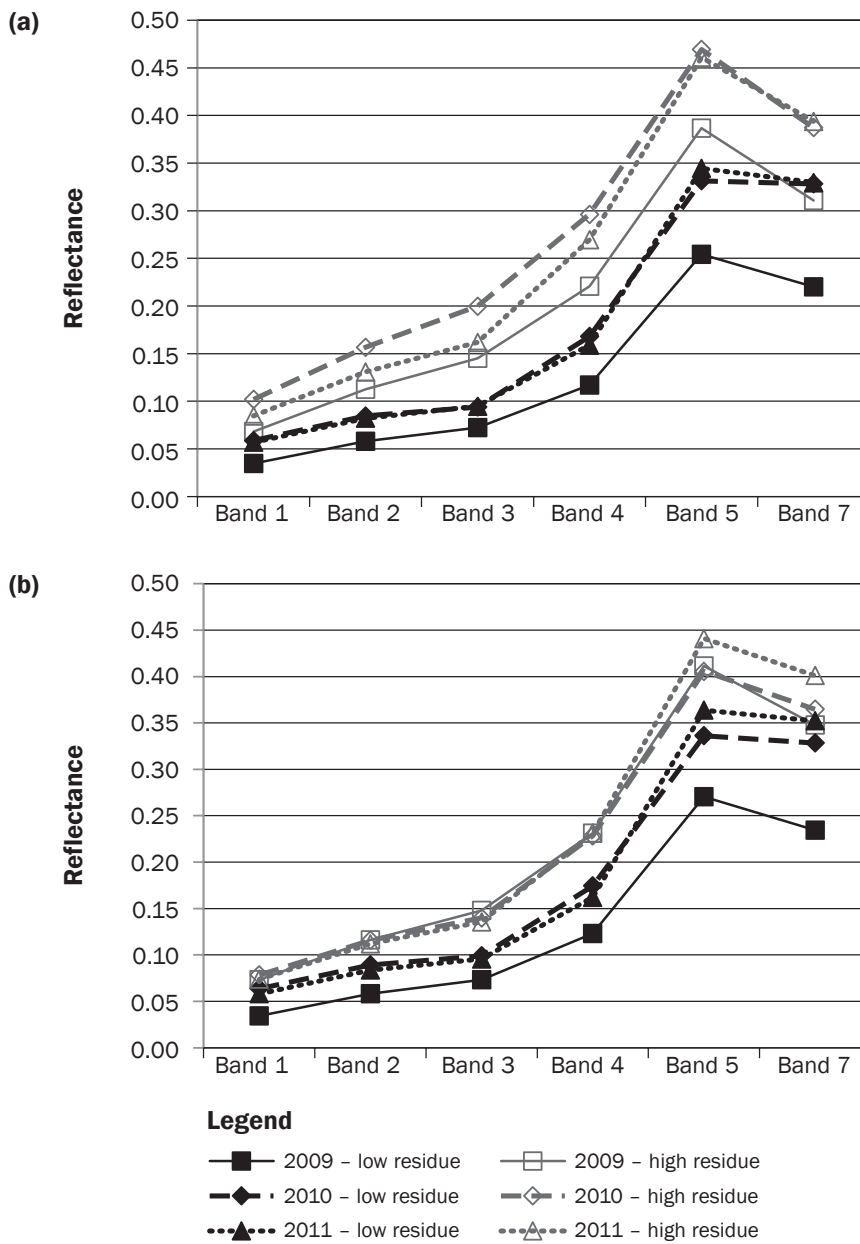 (a)
Reflectance
0.50
0.45
0.40
0.35
0.30
0.25
0.20
0.15
0.10
0.05
0.00
Band 1 Band 2 Band 3 Band 4 Band 5 Band 7
(b)
Reflectance
0.50
0.45
0.40
0.35
0.30
0.25
0.20
0.15
0.10
0.05
0.00
Band 1 Band 2 Band 3 Band 4 Band 5 Band 7
Legend
2009 – low residue 2009 – high residue
2010 – low residue 2010 – high residue
2011 – low residue 2011 – high residue